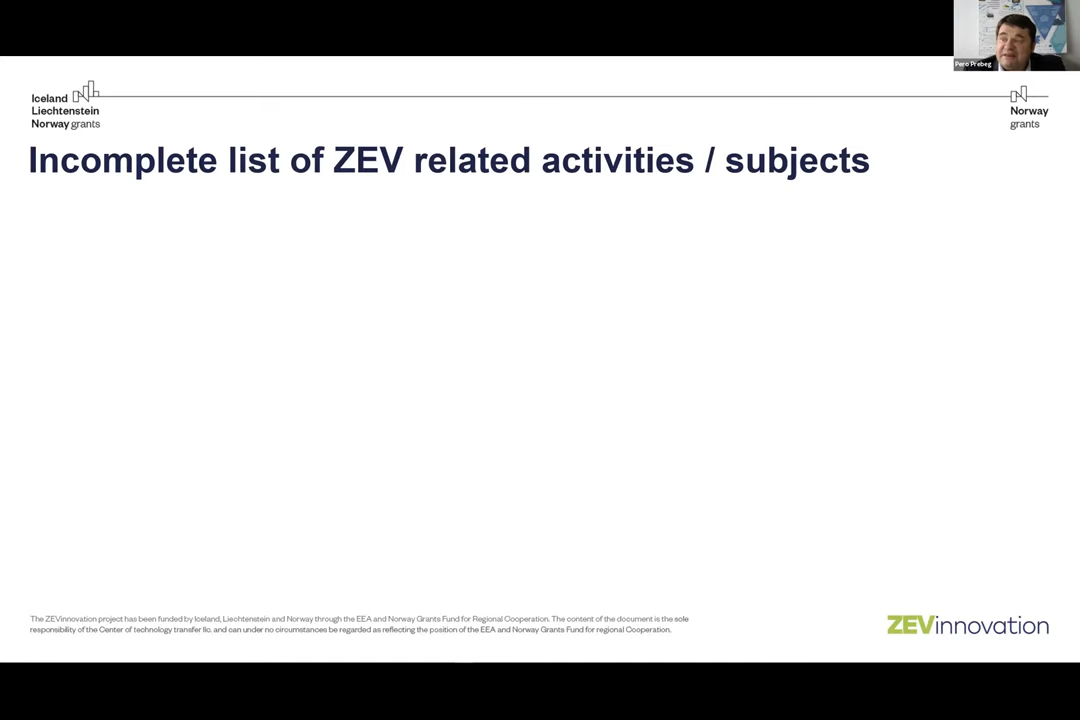 Pero Prebeg
Iceland
Liechtenstein
Norway grants
Norway
grants
Incomplete list of ZEV related activities / subjects
The ZEVinnovation project has been funded by Iceland, Liechtenstein and Norway through the EEA and Norway Grants Fund for Regional Cooperation. The content of the document is the sole
responsibility of the Center of technology transfer llc. and can under no circumstances be regarded as reflecting the position of the EEA and Norway Grants Fund for regional Cooperation.
ZEVinnovation